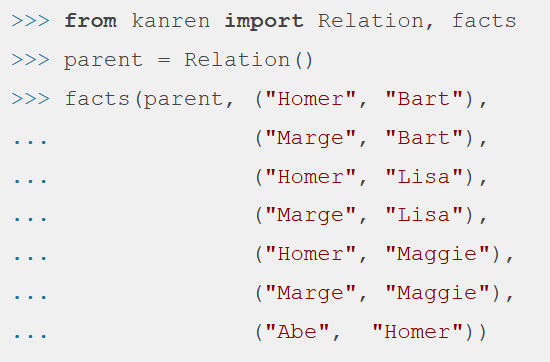 >>> from kanren import Relation, facts
>>> parent = Relation()
>>> facts(parent, ("Homer", "Bart"),
...               ("Marge", "Bart"),
...               ("Homer", "Lisa"),
...               ("Marge", "Lisa"),
...               ("Homer", "Maggie"),
...               ("Marge", "Maggie"),
...               ("Abe",  "Homer"))